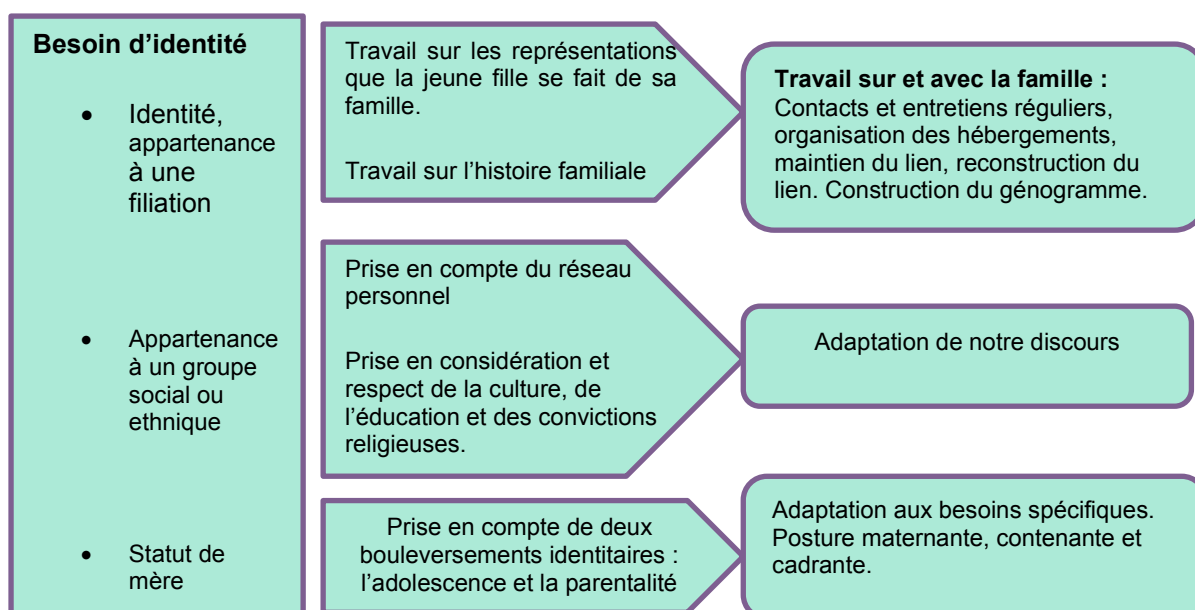 Besoin d'identité
• Identité,
appartenance
à une
filiation
Travail sur les représentations
que la jeune fille se fait de sa
famille.
Travail sur l'histoire familiale
Travail sur et avec la famille :
Contacts et entretiens réguliers,
organisation des hébergements,
maintien du lien, reconstruction du
lien. Construction du génogramme.
• Appartenance
à un groupe
social ou
ethnique
Prise en compte du réseau
personnel
Prise en considération et
respect de la culture, de
l'éducation et des convictions
religieuses.
Adaptation de notre discours
• Statut de
mère
Prise en compte de deux
bouleversements identitaires :
l'adolescence et la parentalité
Adaptation aux besoins spécifiques.
Posture maternante, contenante et
cadrante.